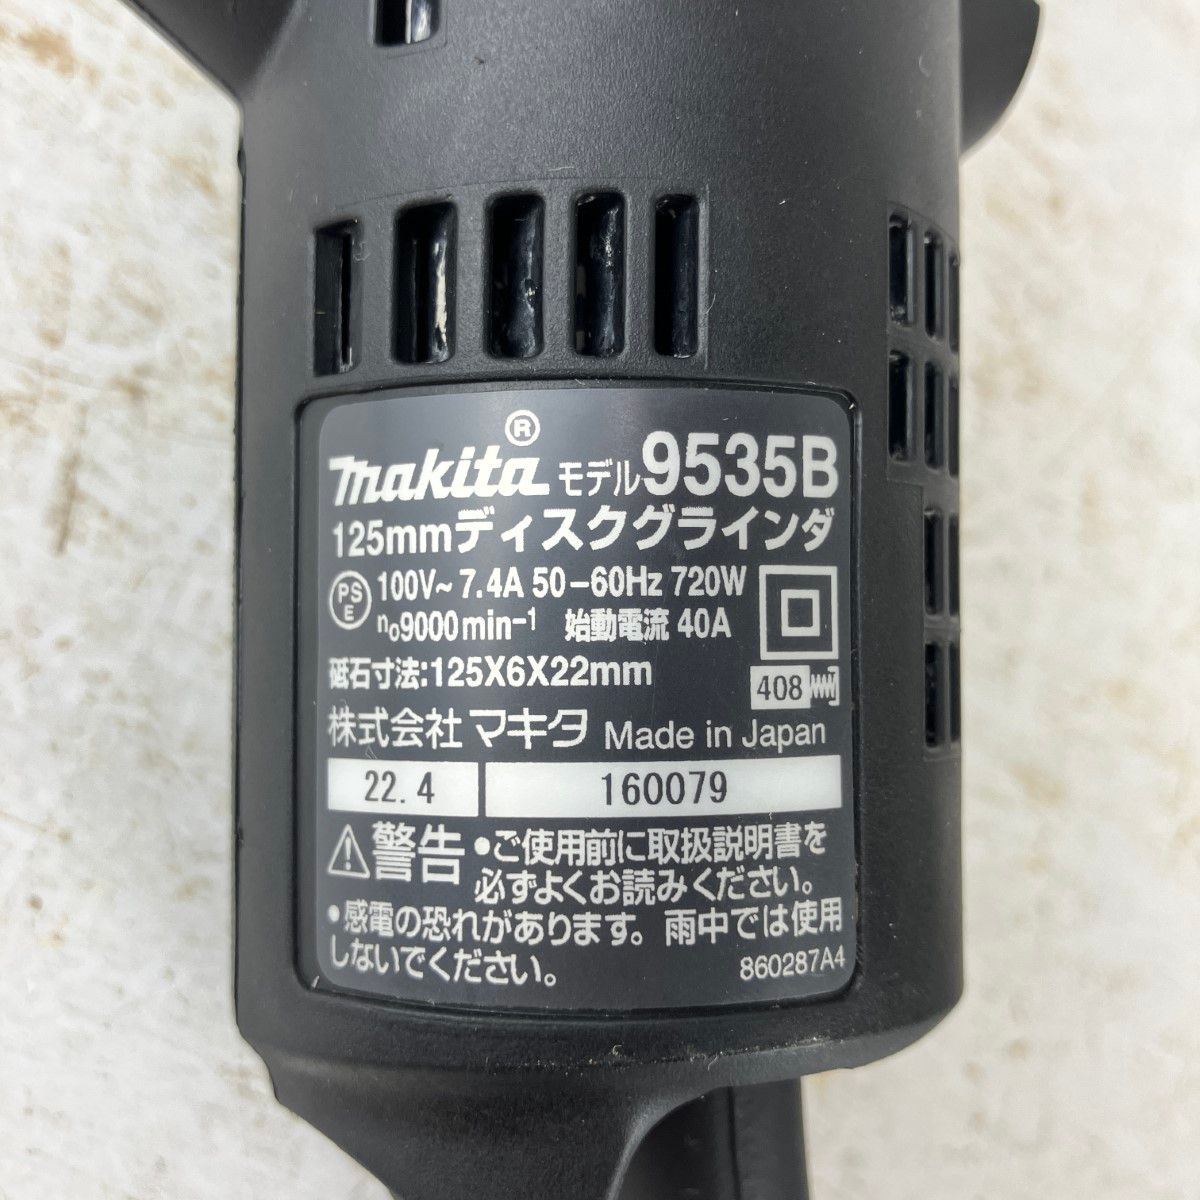 makita® モデル 9535B
125mmディスクグラインダ
PSE 100V~ 7.4A 50-60Hz 720W
n₀9000min⁻¹ 始動電流 40A
砥石寸法:125X6X22mm
408
株式会社 マキタ Made in Japan
22.4 160079
警告 •ご使用前に取扱説明書を
必ずよくお読みください。
•感電の恐れがあります。雨中では使用
しないでください。 860287A4